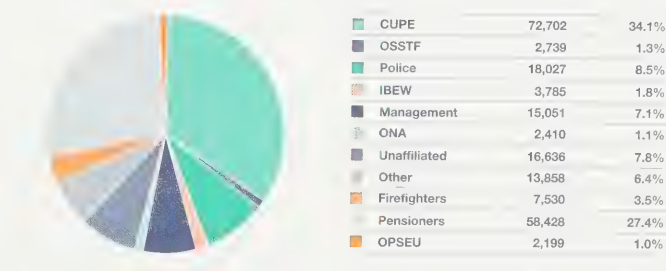 CUPE 72,702 34.1%
OSSTF 2,739 1.3%
Police 18,027 8.5%
IBEW 3,785 1.8%
Management 15,051 7.1%
ONA 2,410 1.1%
Unaffiliated 16,636 7.8%
Other 13,858 6.4%
Firefighters 7,530 3.5%
Pensioners 58,428 27.4%
OPSEU 2,199 1.0%